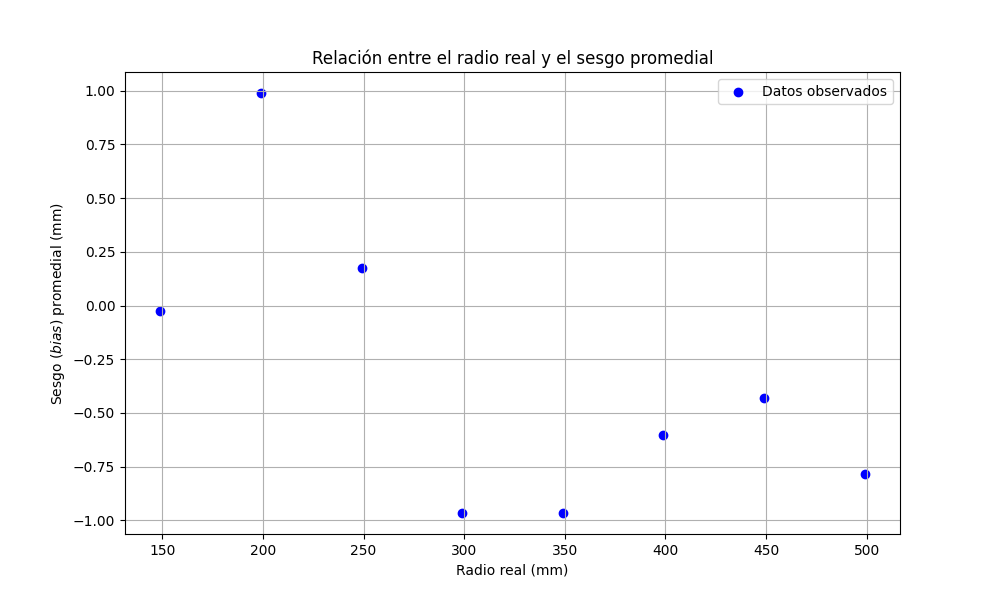 Relación entre el radio real y el sesgo promedial
Datos observados
Sesgo (bias) promedial (mm)
1.00
0.75
0.50
0.25
0.00
−0.25
−0.50
−0.75
−1.00
150 200 250 300 350 400 450 500
Radio real (mm)